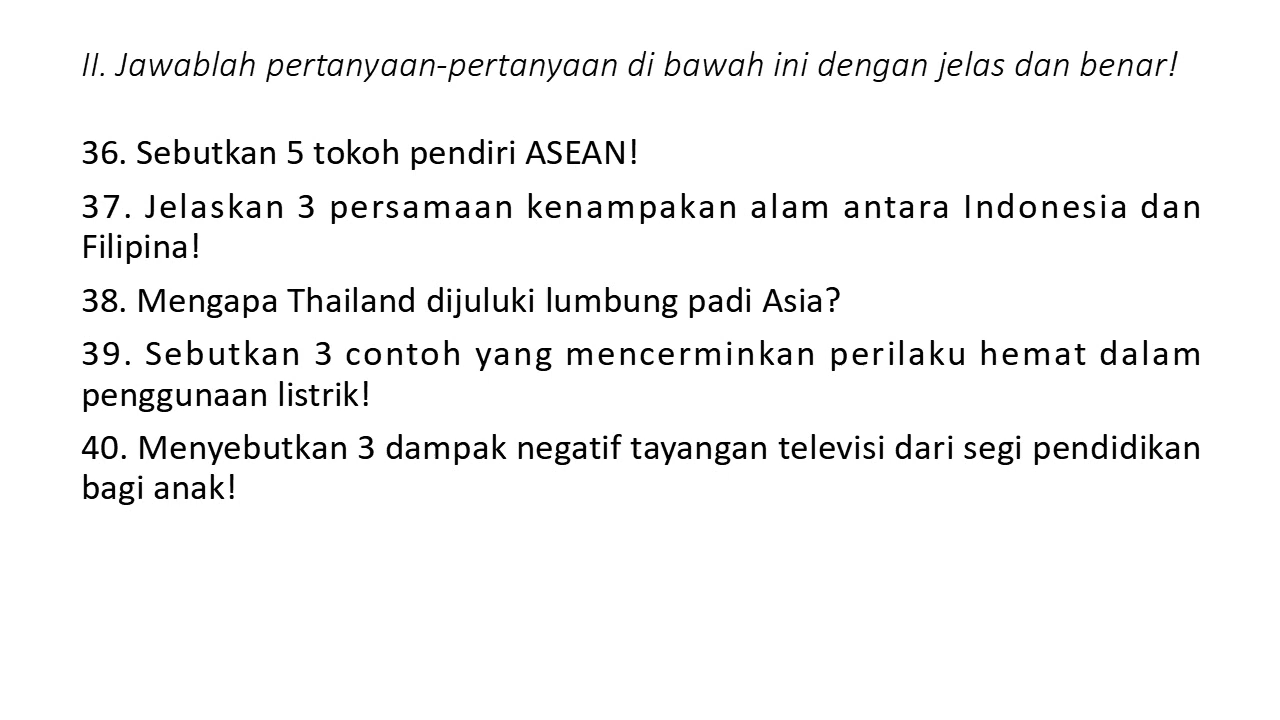 II. Jawablah pertanyaan-pertanyaan di bawah ini dengan jelas dan benar!
36. Sebutkan 5 tokoh pendiri ASEAN!
37. Jelaskan 3 persamaan kenampakan alam antara Indonesia dan
Filipina!
38. Mengapa Thailand dijuluki lumbung padi Asia?
39. Sebutkan 3 contoh yang mencerminkan perilaku hemat dalam
penggunaan listrik!
40. Menyebutkan 3 dampak negatif tayangan televisi dari segi pendidikan
bagi anak!